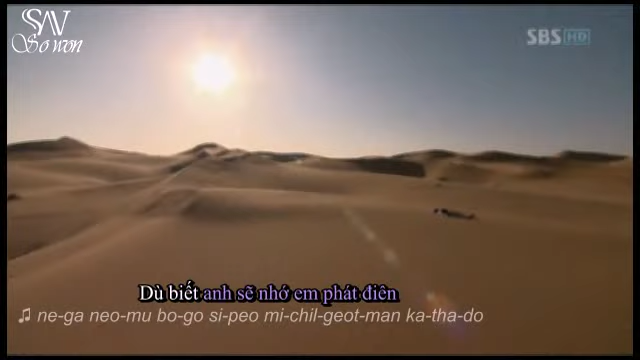 SVN
So won
SBS HD
Dù biết anh sẽ nhớ em phát điên
♫ ne-ga neo-mu bo-go si-peo mi-chil-geot-man ka-tha-do